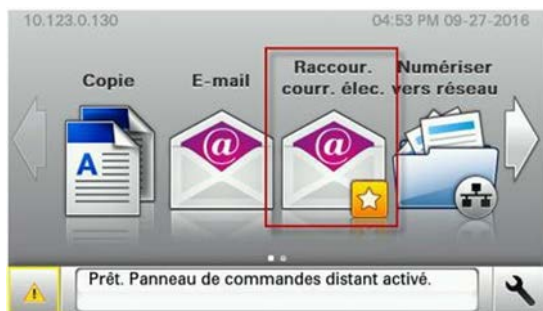 10.123.0.130
04:53 PM 09-27-2016
Copie
E-mail
Raccour.
courr. élec.
Numériser
vers réseau
A
@
@
Prêt. Panneau de commandes distant activé.